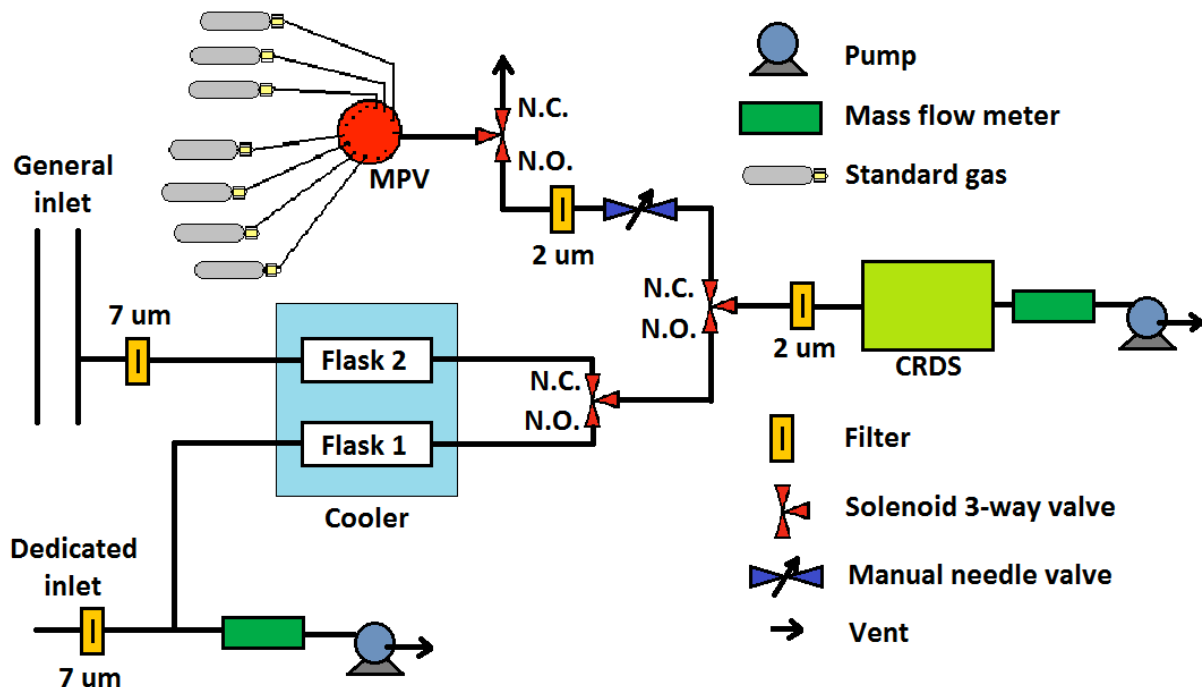 N.C.
N.O.
MPV
2 um
General
inlet
7 um
Flask 2
Flask 1
Cooler
N.C.
N.O.
N.C.
N.O.
2 um
CRDS
Dedicated
inlet
7 um
Pump
Mass flow meter
Standard gas
Filter
Solenoid 3-way valve
Manual needle valve
Vent